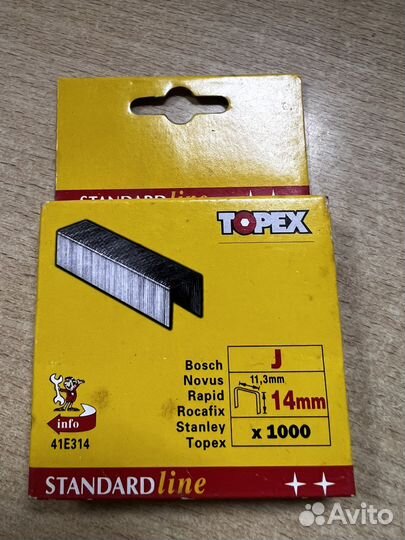 STANDARD line
TOPEX
Bosch
Novus
Rapid
Rocafix
Stanley
Topex
J
11,3mm
14mm
x 1000
info
41E314
STANDARD line
Avito